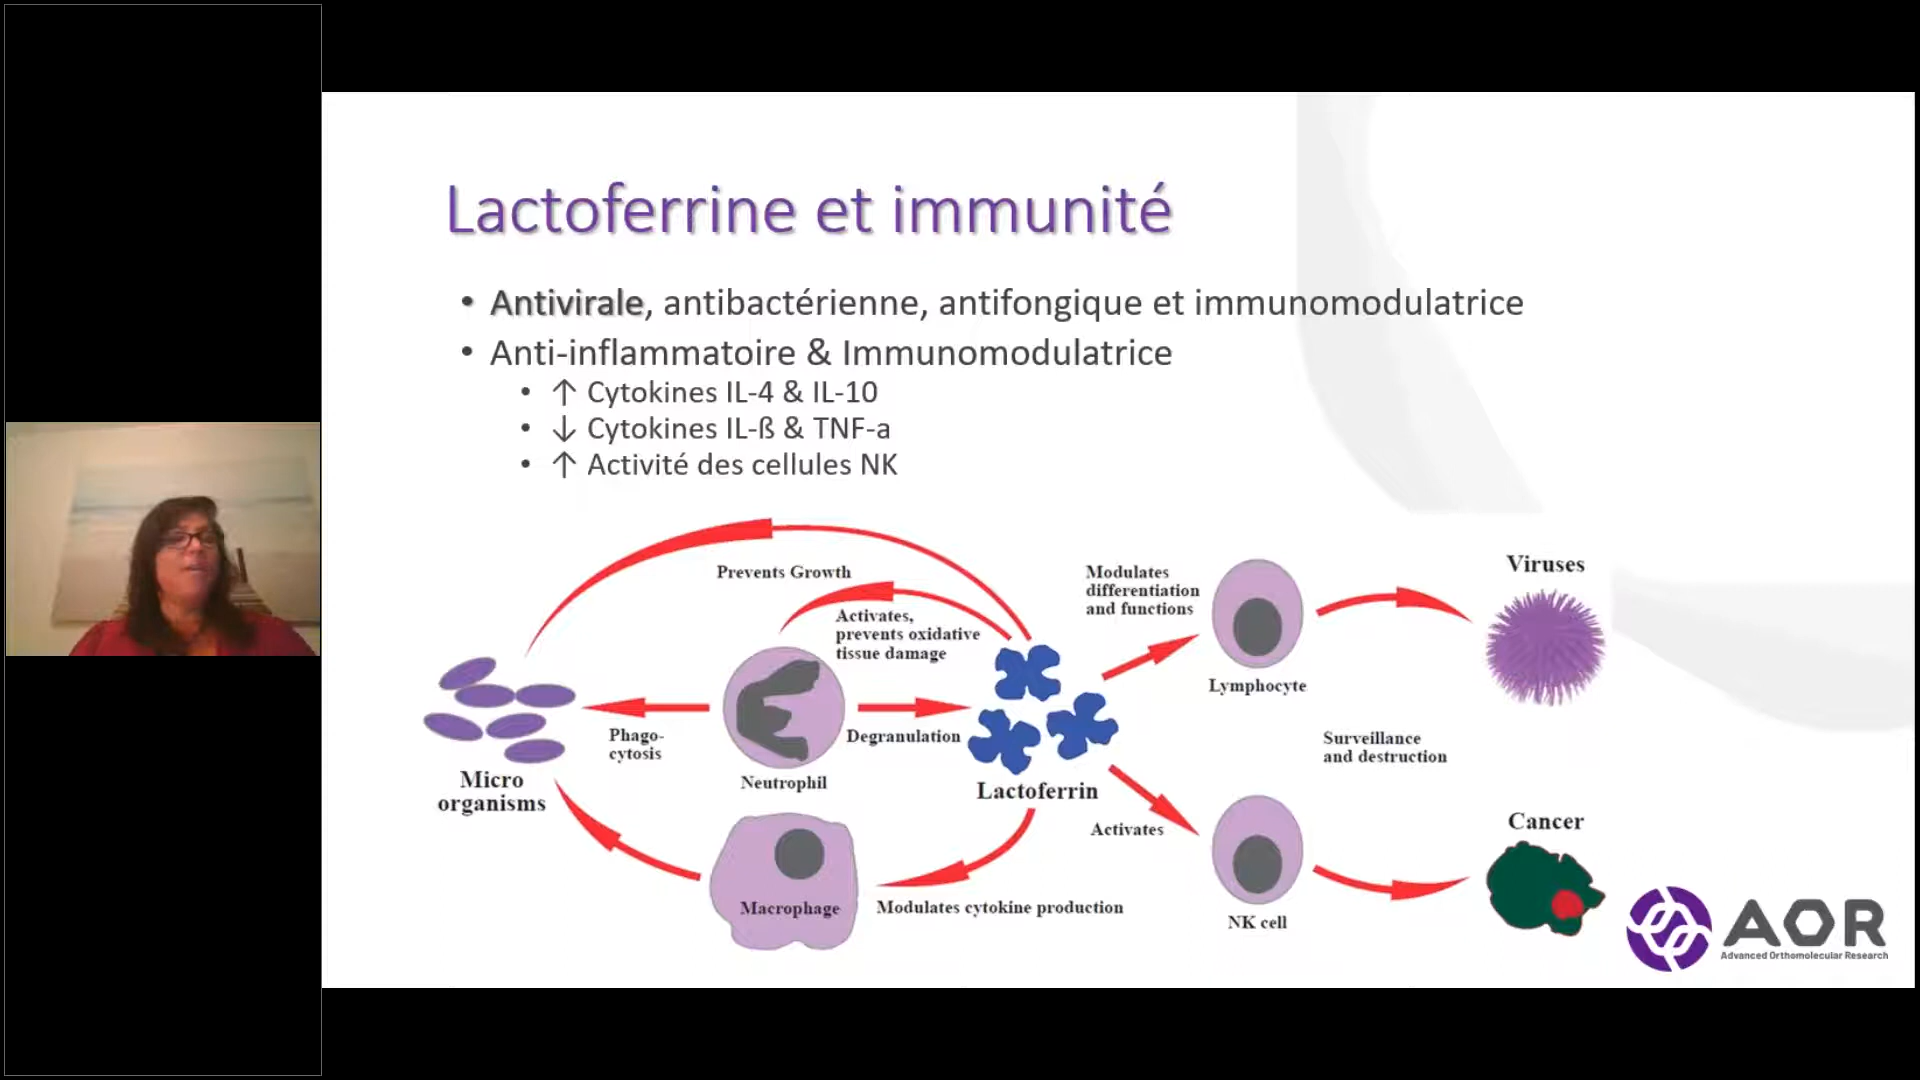 Lactoferrine et immunité
• Antivirale, antibactérienne, antifongique et immunomodulatrice
• Anti-inflammatoire & Immunomodulatrice
• ↑ Cytokines IL-4 & IL-10
• ↓ Cytokines IL-ß & TNF-a
• ↑ Activité des cellules NK
Prevents Growth
Activates,
prevents oxidative
tissue damage
Modulates
differentiation
and functions
Viruses
Lymphocyte
Phago-
cytosis
Degranulation
Surveillance
and destruction
Micro
organisms
Neutrophil
Lactoferrin
Activates
Cancer
Macrophage
Modulates cytokine production
NK cell
AOR
Advanced Orthomolecular Research